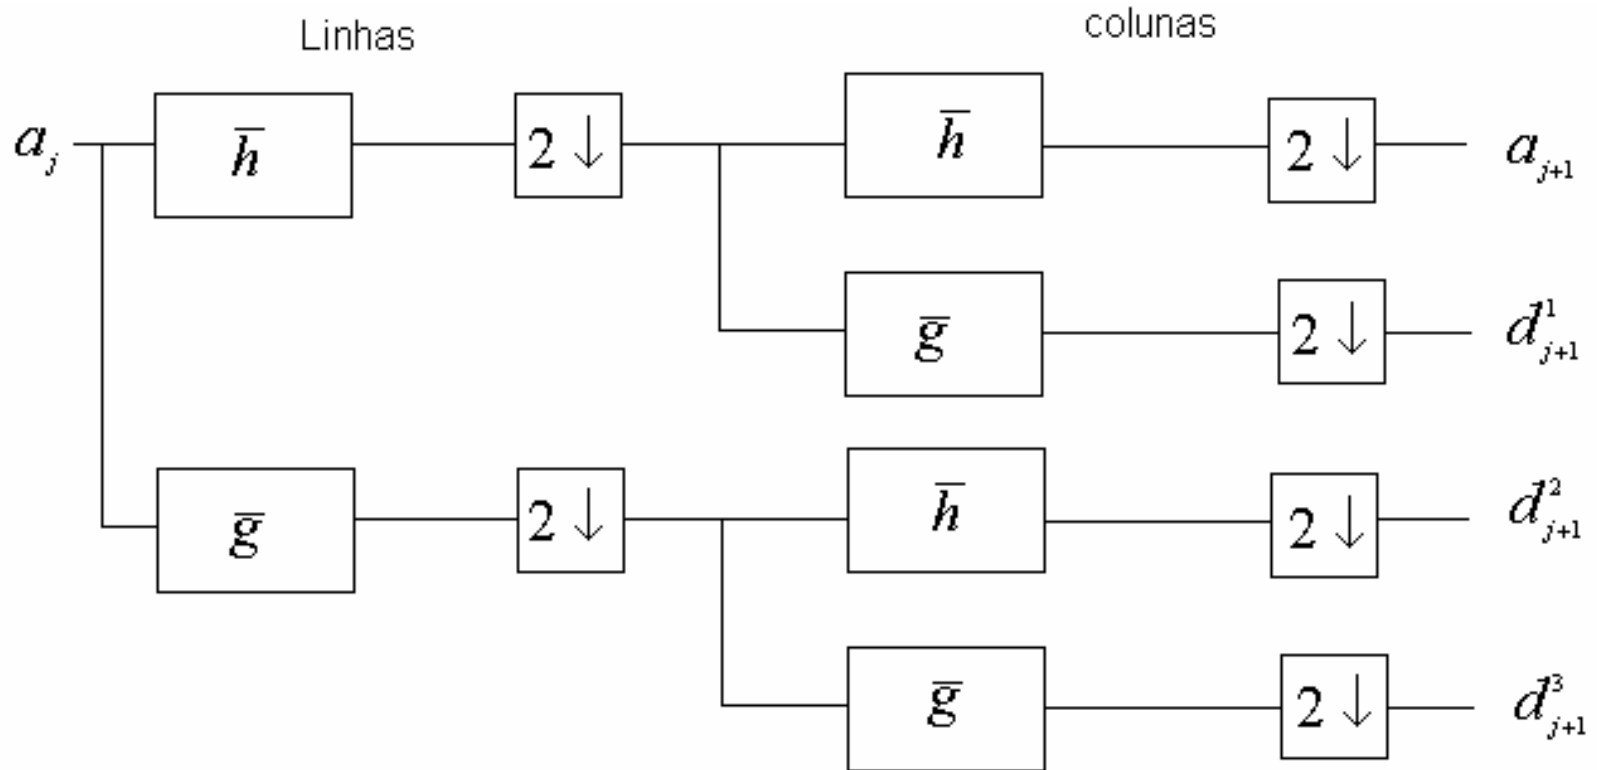 Linhas
colunas
a_j
h̅
2 ↓
h̅
2 ↓
a_{j+1}
g̅
2 ↓
d^1_{j+1}
g̅
2 ↓
h̅
2 ↓
d^2_{j+1}
g̅
2 ↓
d^3_{j+1}